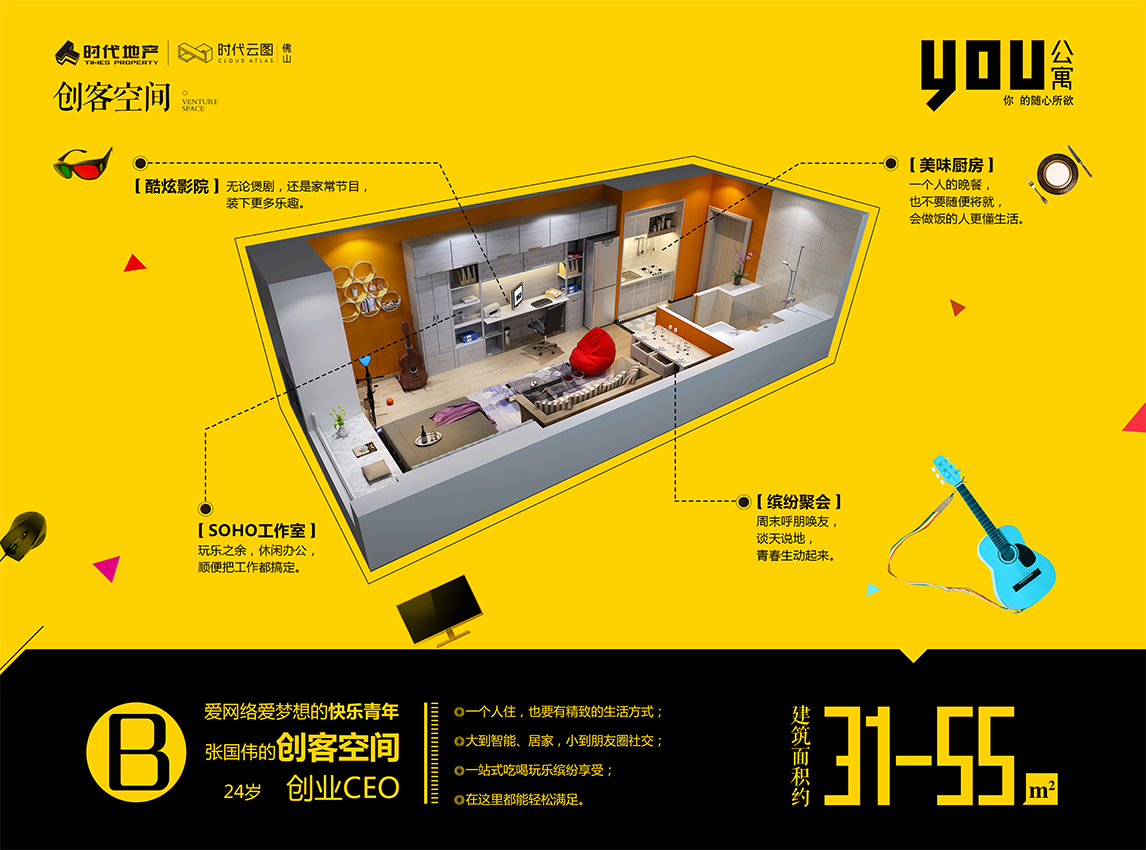 时代地产
TIMES PROPERTY
时代云图
CLOUD ATLAS
佛山
创客空间
VENTURE
SPACE
you公寓
你 的随心所欲
【酷炫影院】无论煲剧，还是家常节目，
装下更多乐趣。
【美味厨房】
一个人的晚餐，
也不要随便将就，
会做饭的人更懂生活。
【SOHO工作室】
玩乐之余，休闲办公，
顺便把工作都搞定。
【缤纷聚会】
周末呼朋唤友，
谈天说地，
青春生动起来。
B
爱网络爱梦想的快乐青年
张国伟的创客空间
24岁 创业CEO
◎一个人住，也要有精致的生活方式；
◎大到智能、居家，小到朋友圈社交；
◎一站式吃喝玩乐缤纷享受；
◎在这里都能轻松满足。
建筑面积约
31-55m²